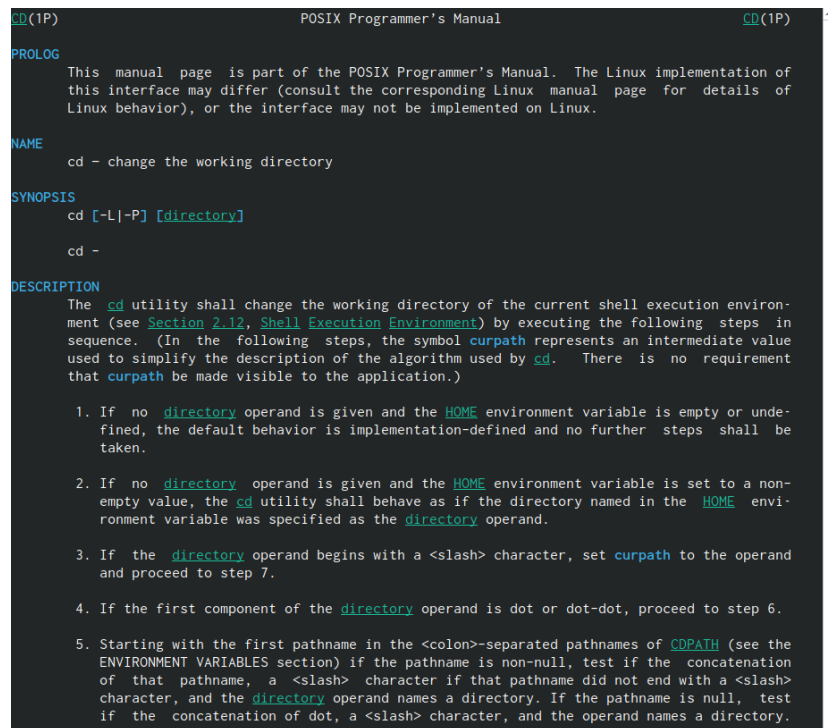 CD(1P) POSIX Programmer's Manual CD(1P)
PROLOG
This manual page is part of the POSIX Programmer's Manual. The Linux implementation of
this interface may differ (consult the corresponding Linux manual page for details of
Linux behavior), or the interface may not be implemented on Linux.
NAME
cd - change the working directory
SYNOPSIS
cd [-L|-P] [directory]
cd -
DESCRIPTION
The cd utility shall change the working directory of the current shell execution environ-
ment (see Section 2.12, Shell Execution Environment) by executing the following steps in
sequence. (In the following steps, the symbol curpath represents an intermediate value
used to simplify the description of the algorithm used by cd. There is no requirement
that curpath be made visible to the application.)
1. If no directory operand is given and the HOME environment variable is empty or unde-
fined, the default behavior is implementation-defined and no further steps shall be
taken.
2. If no directory operand is given and the HOME environment variable is set to a non-
empty value, the cd utility shall behave as if the directory named in the HOME envi-
ronment variable was specified as the directory operand.
3. If the directory operand begins with a <slash> character, set curpath to the operand
and proceed to step 7.
4. If the first component of the directory operand is dot or dot-dot, proceed to step 6.
5. Starting with the first pathname in the <colon>-separated pathnames of CDPATH (see the
ENVIRONMENT VARIABLES section) if the pathname is non-null, test if the concatenation
of that pathname, a <slash> character if that pathname did not end with a <slash>
character, and the directory operand names a directory. If the pathname is null, test
if the concatenation of dot, a <slash> character, and the operand names a directory.